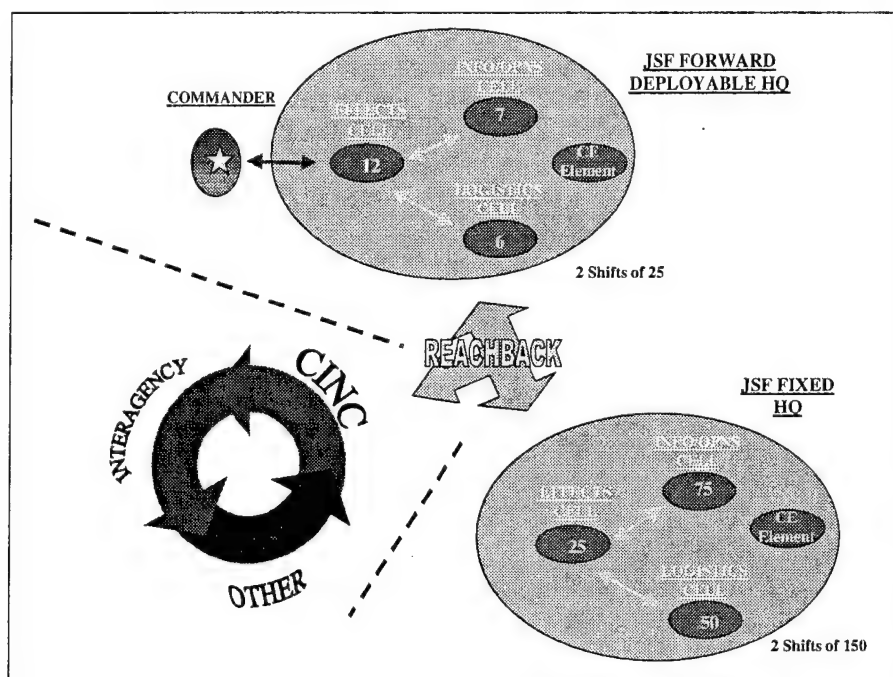 JSF FORWARD
DEPLOYABLE HQ
COMMANDER
INFO/OPNS
CELL
7
EFFECTS
CELL
12
CE
Element
LOGISTICS
CELL
6
2 Shifts of 25
REACHBACK
INTERAGENCY
CINC
OTHER
JSF FIXED
HQ
INFO/OPNS
CELL
75
EFFECTS
CELL
25
CE
Element
LOGISTICS
CELL
50
2 Shifts of 150